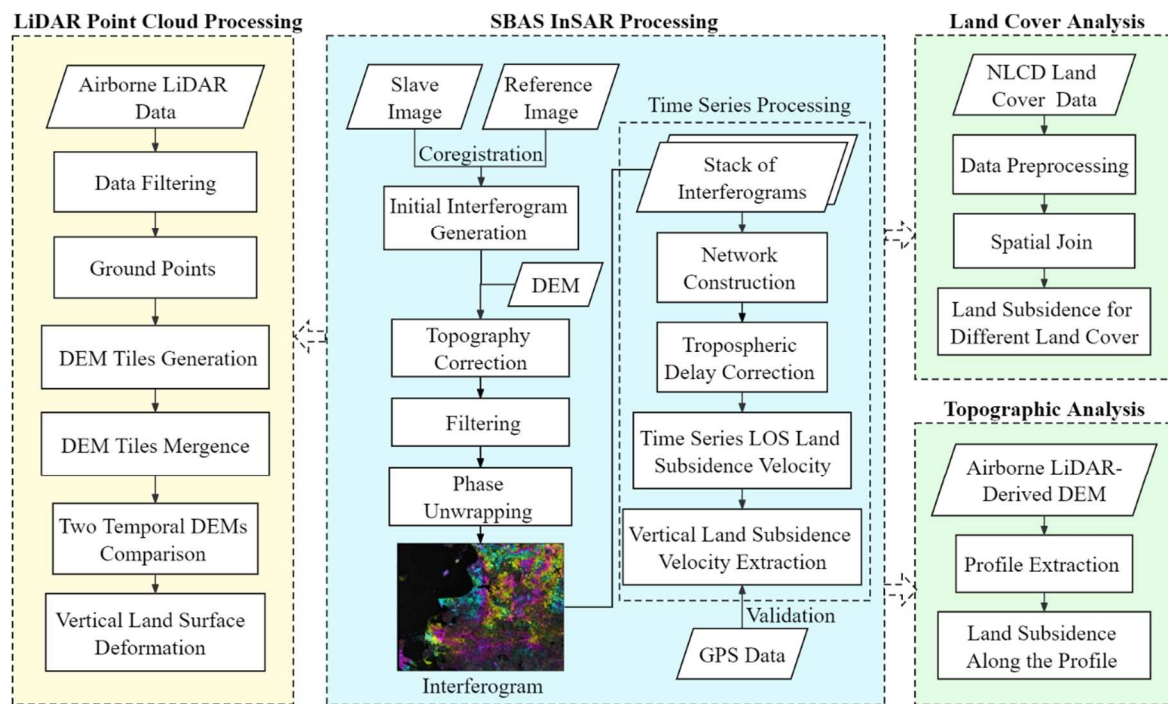 LiDAR Point Cloud Processing
Airborne LiDAR
Data
Data Filtering
Ground Points
DEM Tiles Generation
DEM Tiles Mergence
Two Temporal DEMs
Comparison
Vertical Land Surface
Deformation
SBAS InSAR Processing
Slave
Image
Reference
Image
Coregistration
Initial Interferogram
Generation
DEM
Topography
Correction
Filtering
Phase
Unwrapping
Interferogram
Time Series Processing
Stack of
Interferograms
Network
Construction
Tropospheric
Delay Correction
Time Series LOS Land
Subsidence Velocity
Vertical Land Subsidence
Velocity Extraction
Validation
GPS Data
Land Cover Analysis
NLCD Land
Cover Data
Data Preprocessing
Spatial Join
Land Subsidence for
Different Land Cover
Topographic Analysis
Airborne LiDAR-
Derived DEM
Profile Extraction
Land Subsidence
Along the Profile